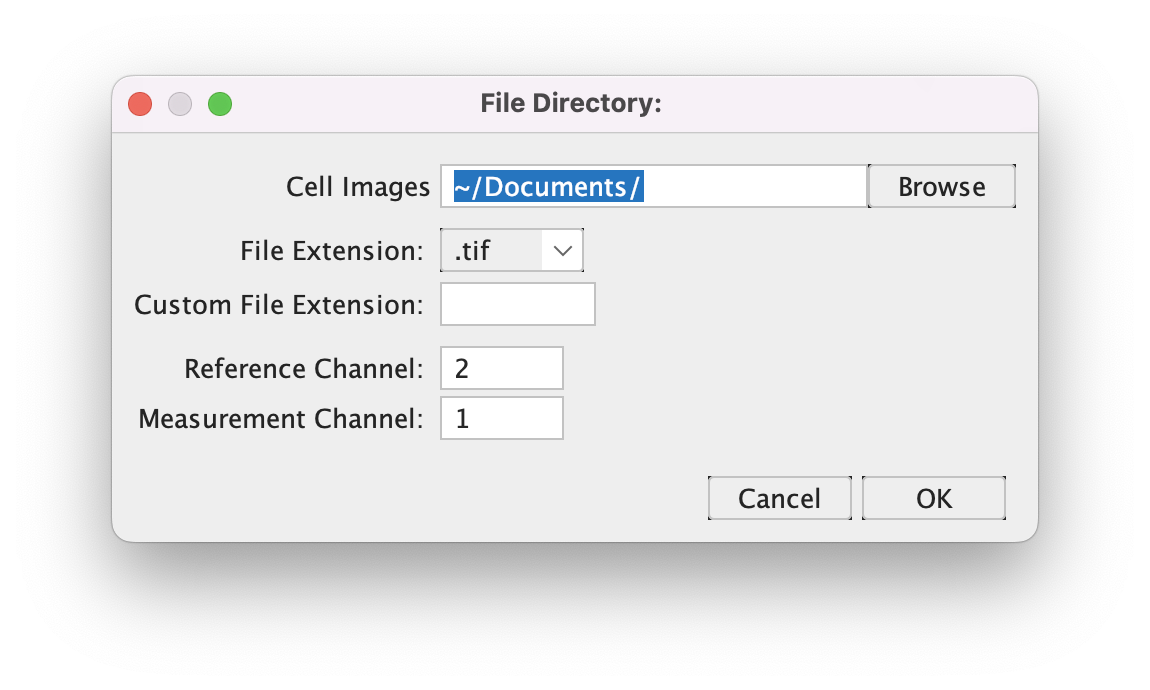 File Directory:
Cell Images ~/Documents/ Browse
File Extension: .tif
Custom File Extension:
Reference Channel: 2
Measurement Channel: 1
Cancel OK